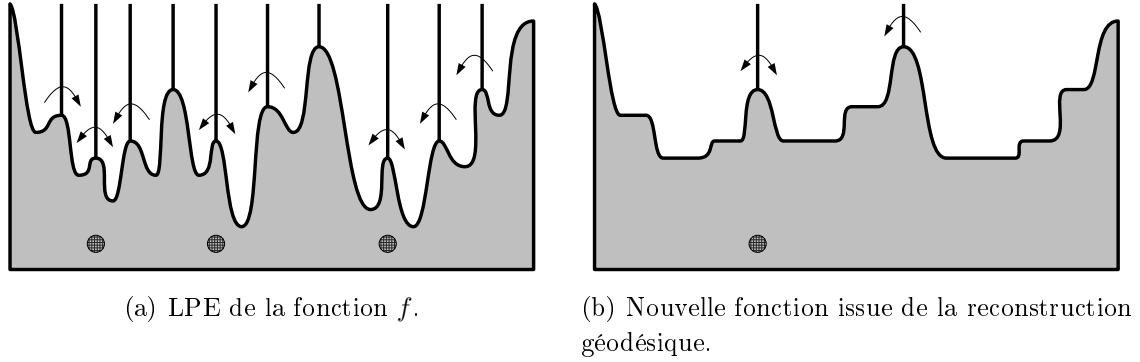 (a) LPE de la fonction f.
(b) Nouvelle fonction issue de la reconstruction
géodésique.